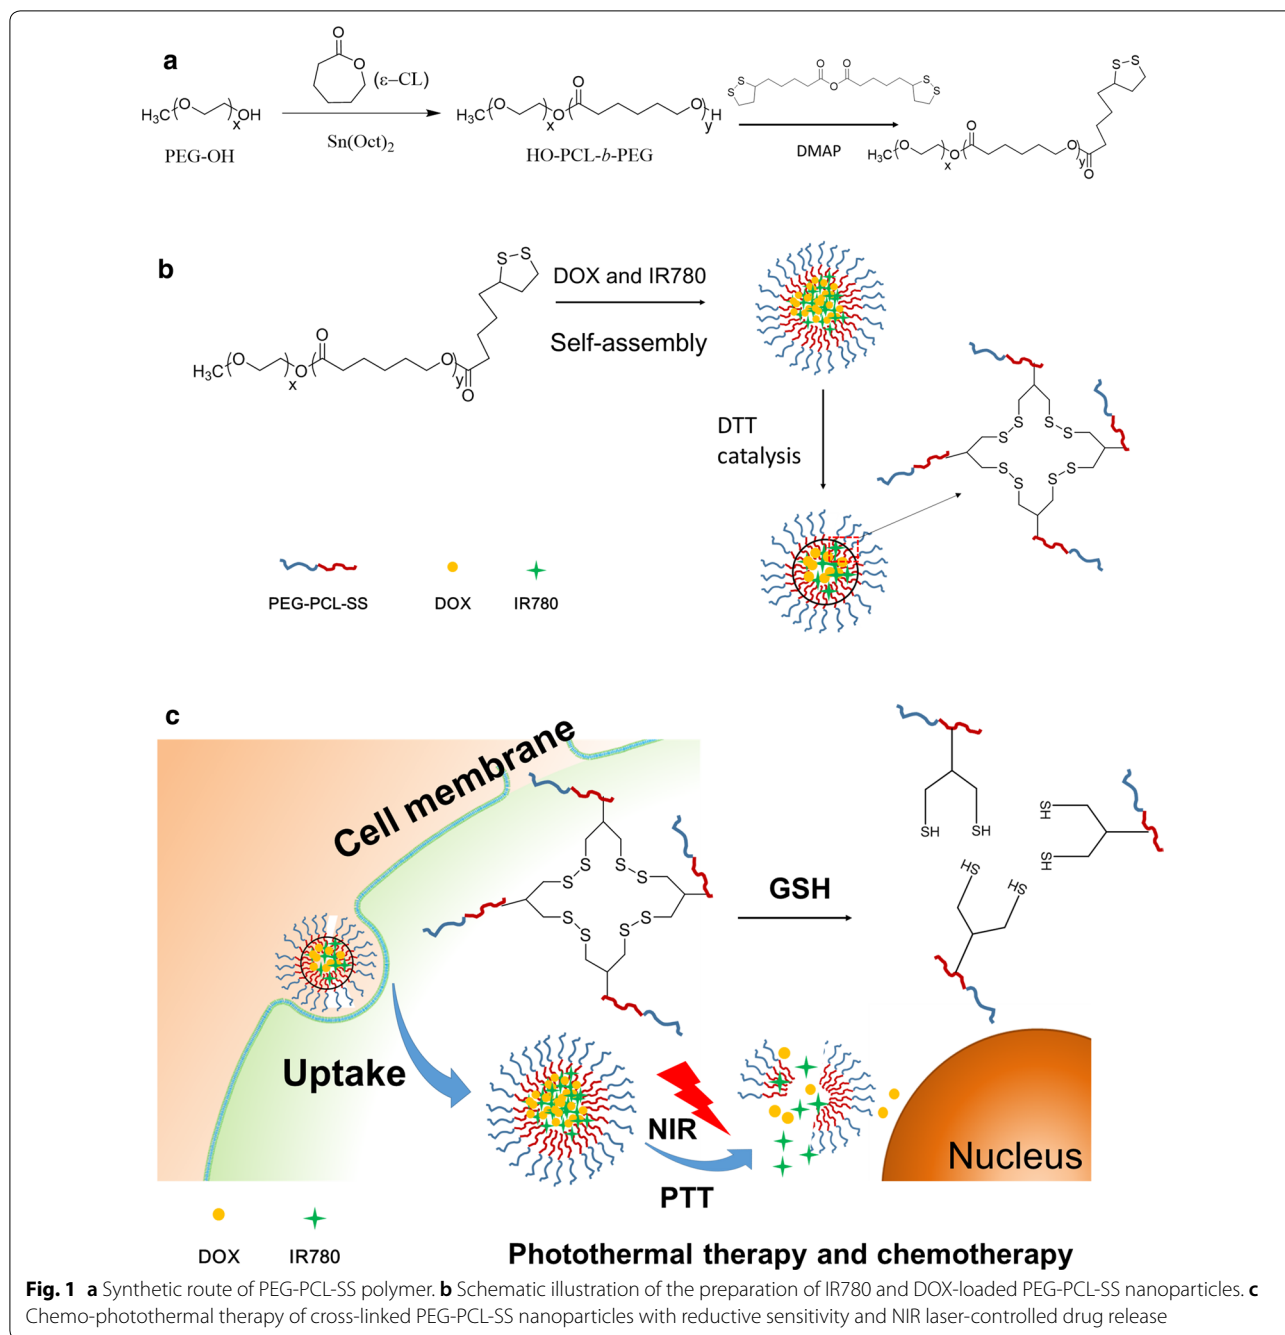 a
O
O
(ε–CL)
H₃C
O
x
OH
PEG-OH
Sn(Oct)₂
H₃C
O
x
O
O
O
y
H
HO-PCL-b-PEG
S
S
O
O
O
S
S
DMAP
H₃C
O
x
O
O
O
y
O
S
S
b
H₃C
O
x
O
O
O
y
O
S
S
DOX and IR780
Self-assembly
DTT
catalysis
S
S
S
S
S
S
S
S
PEG-PCL-SS
DOX
IR780
c
Cell membrane
Uptake
S
S
S
S
S
S
S
S
GSH
SH
SH
SH
SH
HS
HS
NIR
PTT
Nucleus
DOX
IR780
Photothermal therapy and chemotherapy
Fig. 1 a Synthetic route of PEG-PCL-SS polymer. b Schematic illustration of the preparation of IR780 and DOX-loaded PEG-PCL-SS nanoparticles. c
Chemo-photothermal therapy of cross-linked PEG-PCL-SS nanoparticles with reductive sensitivity and NIR laser-controlled drug release